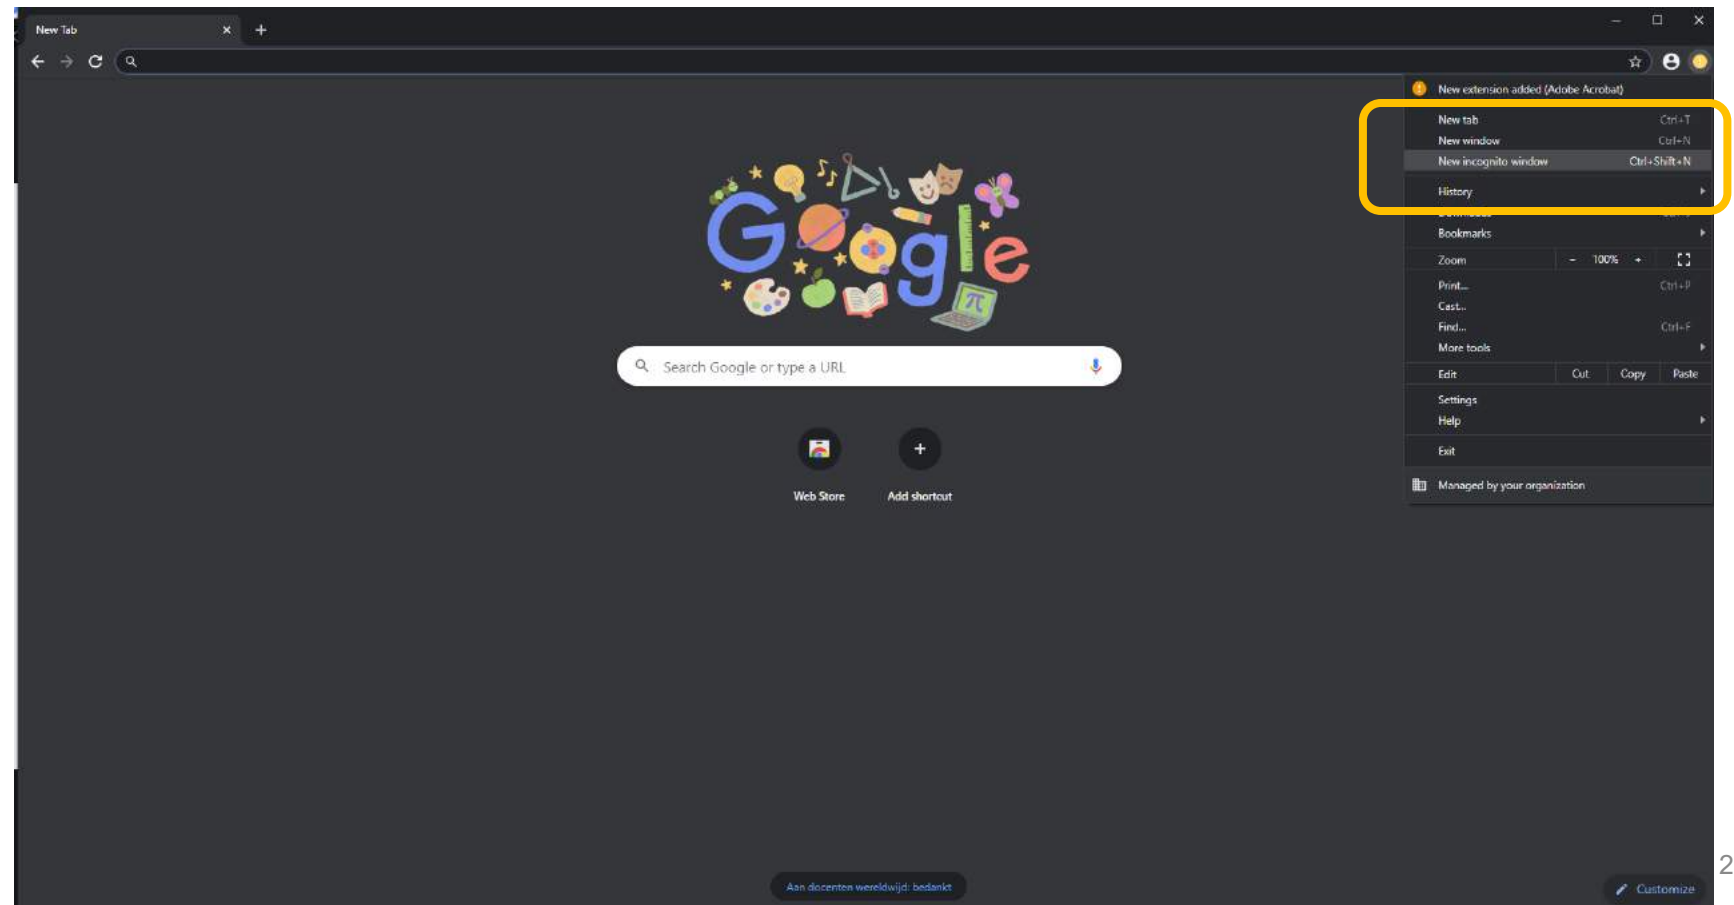 New Tab
New extension added (Adobe Acrobat)
New tab Ctrl+T
New window Ctrl+N
New incognito window Ctrl+Shift+N
History
Downloads
Bookmarks
Zoom - 100% +
Print... Ctrl+P
Cast...
Find... Ctrl+F
More tools
Edit Cut Copy Paste
Settings
Help
Exit
Managed by your organization
Google
π
Search Google or type a URL
Web Store Add shortcut
Aan docenten wereldwijd: bedankt
Customize
2